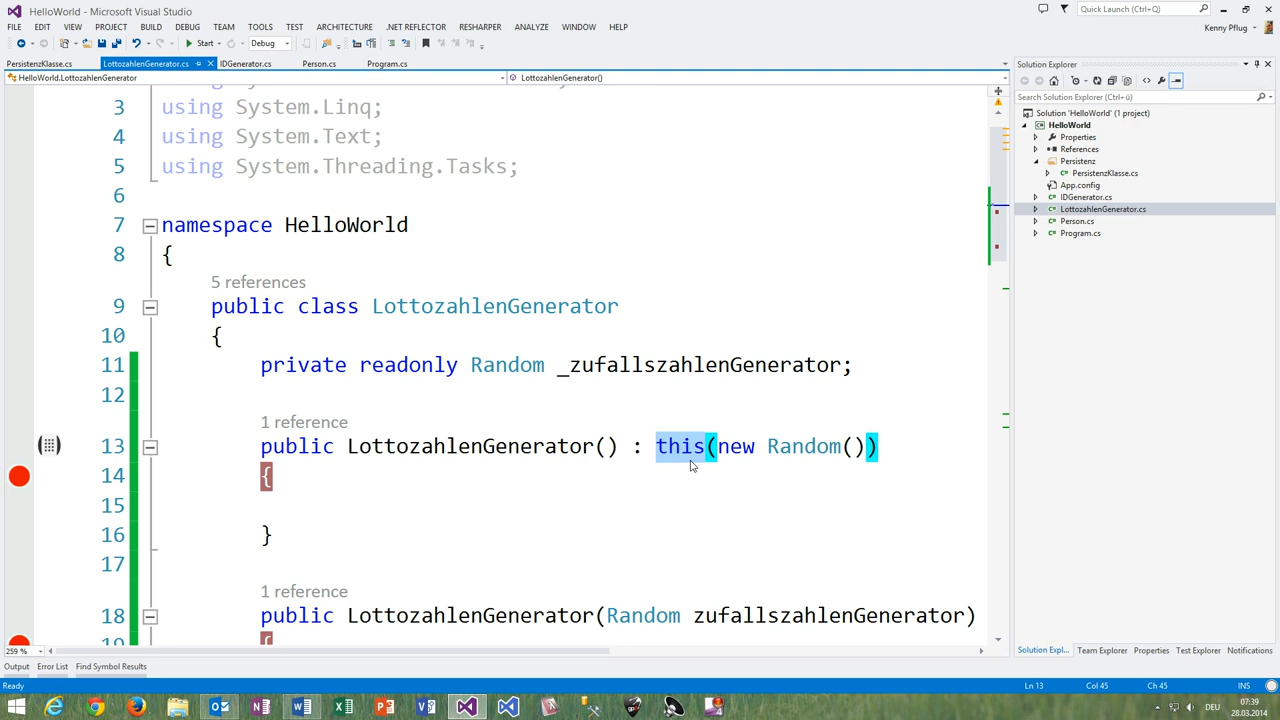 HelloWorld - Microsoft Visual Studio
Quick Launch (Ctrl+Q)
FILE EDIT VIEW PROJECT BUILD DEBUG TEAM TOOLS TEST ARCHITECTURE .NET REFLECTOR RESHARPER ANALYZE WINDOW HELP
Kenny Pflug
Start Debug
PersistenzKlasse.cs LottozahlenGenerator.cs IDGenerator.cs Person.cs Program.cs
HelloWorld.LottozahlenGenerator LottozahlenGenerator()
3 using System.Linq;
4 using System.Text;
5 using System.Threading.Tasks;
6
7 namespace HelloWorld
8 {
5 references
9 public class LottozahlenGenerator
10 {
11 private readonly Random _zufallszahlenGenerator;
12
1 reference
13 public LottozahlenGenerator() : this(new Random())
14 {
15
16 }
17
1 reference
18 public LottozahlenGenerator(Random zufallszahlenGenerator)
19 {
259 %
Solution Explorer
Search Solution Explorer (Ctrl+ü)
Solution 'HelloWorld' (1 project)
HelloWorld
Properties
References
Persistenz
PersistenzKlasse.cs
App.config
IDGenerator.cs
LottozahlenGenerator.cs
Person.cs
Program.cs
Solution Expl... Team Explorer Properties Test Explorer Notifications
Output Error List Find Symbol Results
Ready Ln 13 Col 45 Ch 45 INS
DEU 07:39
28.03.2014